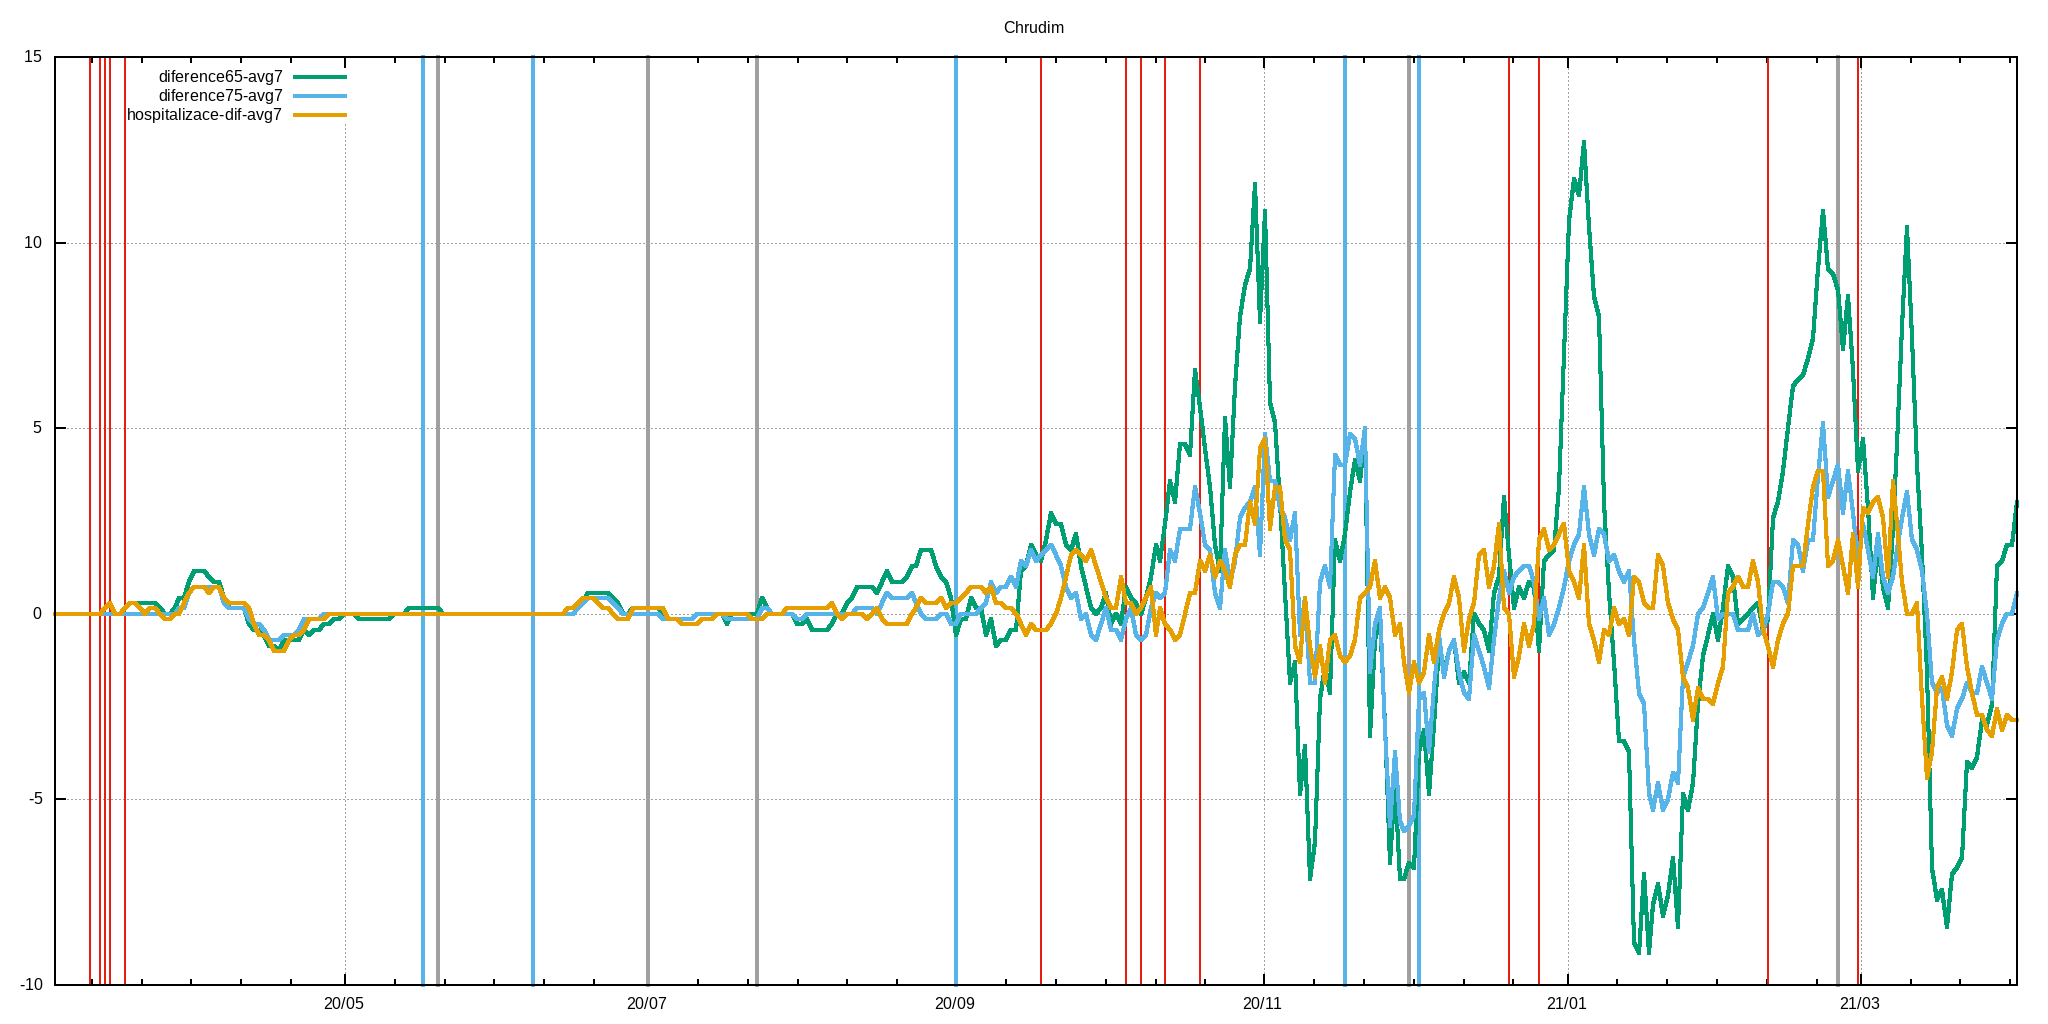 Chrudim
15
10
5
0
-5
-10
diference65-avg7
diference75-avg7
hospitalizace-dif-avg7
20/05 20/07 20/09 20/11 21/01 21/03